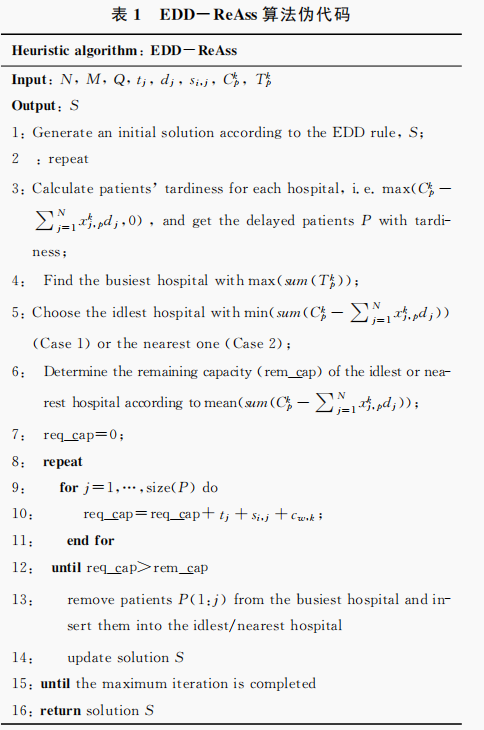 表 1 EDD－ReAss 算法伪代码
Heuristic algorithm: EDD－ReAss
Input: N, M, Q, t_j, d_j, s_{i,j}, C_p^k, T_p^k
Output: S
1: Generate an initial solution according to the EDD rule, S;
2 : repeat
3: Calculate patients' tardiness for each hospital, i. e. max(C_p^k −
∑_{j=1}^N x_{j,p}^k d_j, 0) , and get the delayed patients P with tardi-
ness;
4: Find the busiest hospital with max(sum(T_p^k));
5: Choose the idlest hospital with min(sum(C_p^k − ∑_{j=1}^N x_{j,p}^k d_j))
(Case 1) or the nearest one (Case 2);
6: Determine the remaining capacity (rem_cap) of the idlest or nea-
rest hospital according to mean(sum(C_p^k − ∑_{j=1}^N x_{j,p}^k d_j));
7: req_cap=0;
8: repeat
9: for j=1,⋯,size(P) do
10: req_cap=req_cap+ t_j + s_{i,j} + c_{w,k};
11: end for
12: until req_cap>rem_cap
13: remove patients P(1:j) from the busiest hospital and in-
sert them into the idlest/nearest hospital
14: update solution S
15: until the maximum iteration is completed
16: return solution S